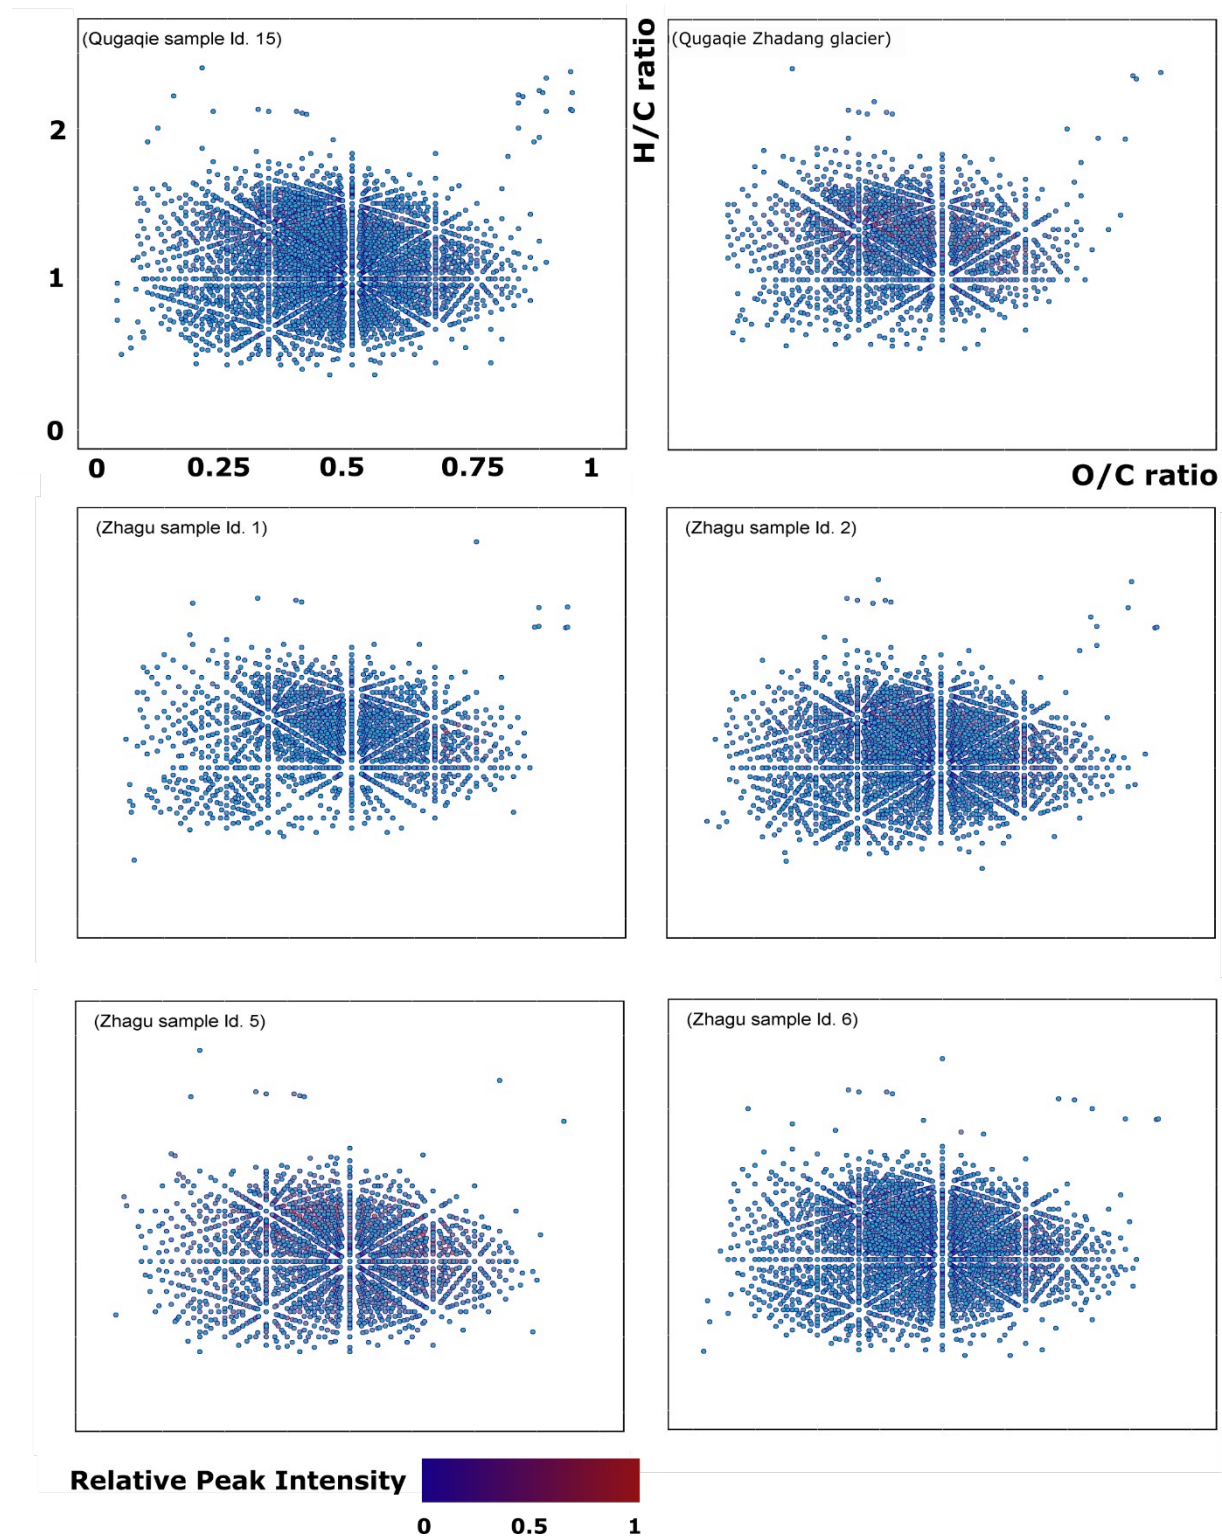 (Qugaqie sample Id. 15)
(Qugaqie Zhadang glacier)
H/C ratio
2
1
0
0 0.25 0.5 0.75 1
O/C ratio
(Zhagu sample Id. 1)
(Zhagu sample Id. 2)
(Zhagu sample Id. 5)
(Zhagu sample Id. 6)
Relative Peak Intensity
0 0.5 1